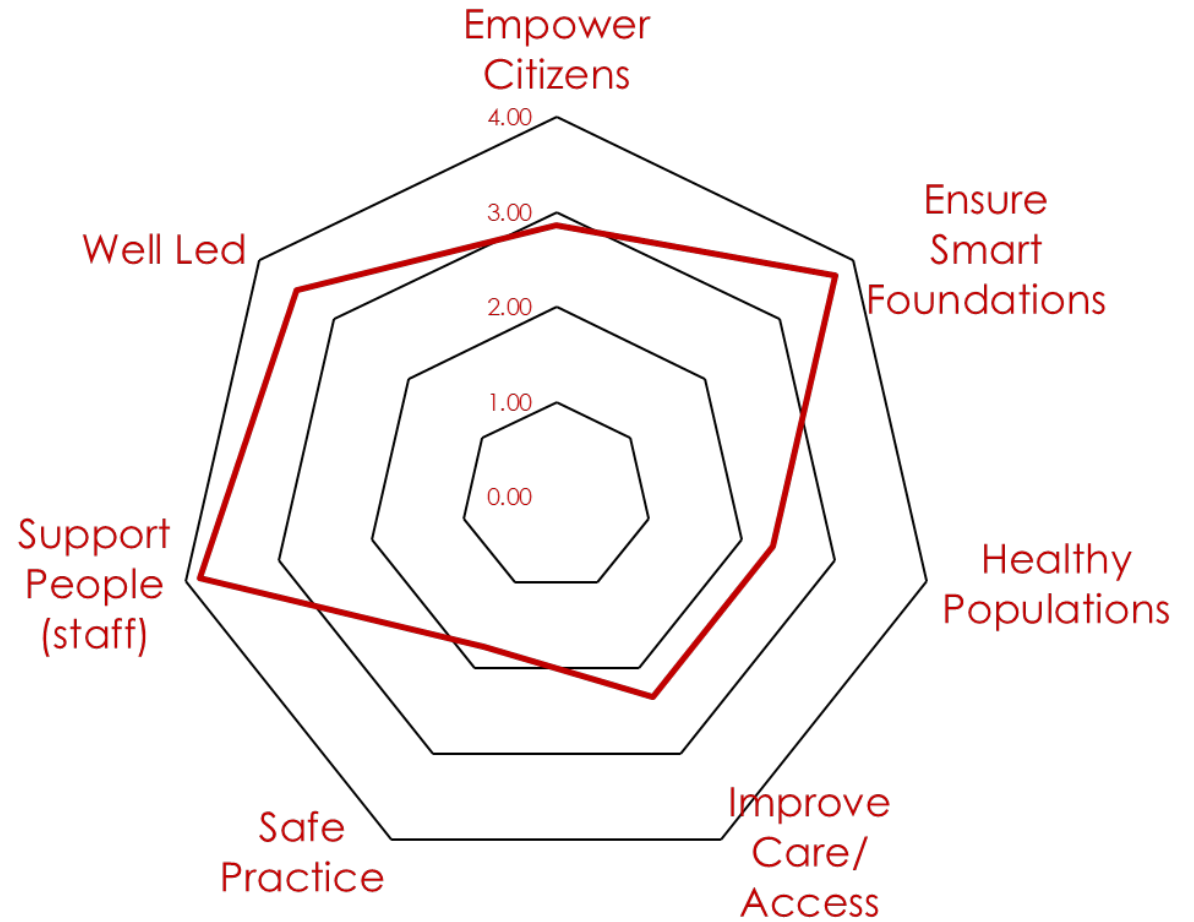 Empower
Citizens
4.00
3.00
2.00
1.00
0.00
Ensure
Smart
Foundations
Healthy
Populations
Improve
Care/
Access
Safe
Practice
Support
People
(staff)
Well Led